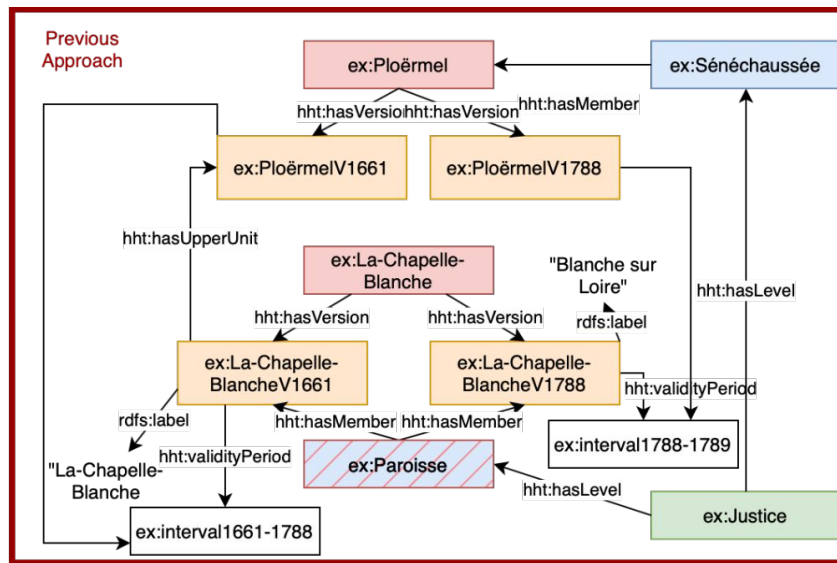 Previous
Approach
ex:Ploërmel
ex:Sénéchaussée
hht:hasVersion
hht:hasVersion
hht:hasMember
ex:PloërmelV1661
ex:PloërmelV1788
hht:hasUpperUnit
ex:La-Chapelle-
Blanche
"Blanche sur
Loire"
hht:hasLevel
hht:hasVersion
hht:hasVersion
rdfs:label
ex:La-Chapelle-
BlancheV1661
ex:La-Chapelle-
BlancheV1788
hht:validityPeriod
rdfs:label
hht:hasMember
hht:hasMember
hht:validityPeriod
ex:Paroisse
ex:interval1788-1789
"La-Chapelle-
Blanche
hht:hasLevel
ex:interval1661-1788
ex:Justice